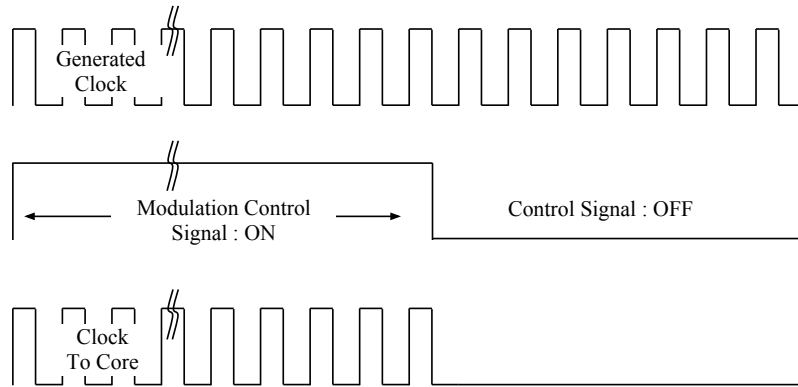 Generated
Clock
Modulation Control
Signal : ON
Control Signal : OFF
Clock
To Core